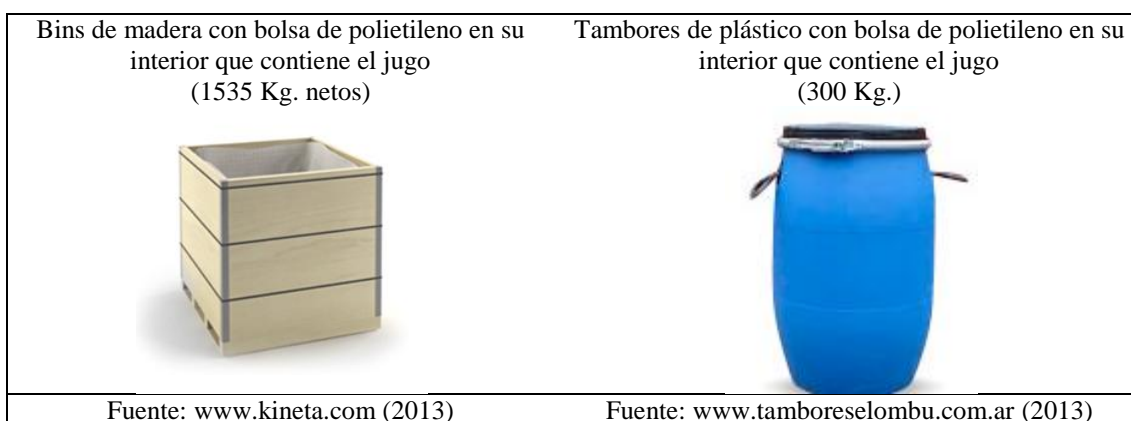 Bins de madera con bolsa de polietileno en su
interior que contiene el jugo
(1535 Kg. netos)
Tambores de plástico con bolsa de polietileno en su
interior que contiene el jugo
(300 Kg.)
Fuente: www.kineta.com (2013)
Fuente: www.tamboreselombu.com.ar (2013)